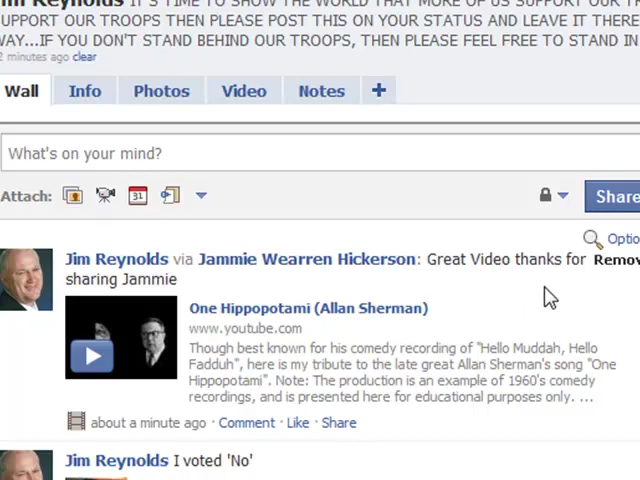 Jim Reynolds IT'S TIME TO SHOW THE WORLD THAT MORE OF US SUPPORT OUR
SUPPORT OUR TROOPS THEN PLEASE POST THIS ON YOUR STATUS AND LEAVE IT THERE
WAY...IF YOU DON'T STAND BEHIND OUR TROOPS, THEN PLEASE FEEL FREE TO STAND IN
2 minutes ago clear
Wall Info Photos Video Notes +
What's on your mind?
Attach: 31 Share
Optio
Jim Reynolds via Jammie Wearren Hickerson: Great Video thanks for Remov
sharing Jammie
One Hippopotami (Allan Sherman)
www.youtube.com
Though best known for his comedy recording of "Hello Muddah, Hello
Fadduh", here is my tribute to the late great Allan Sherman's song "One
Hippopotami". Note: The production is an example of 1960's comedy
recordings, and is presented here for educational purposes only. ...
about a minute ago · Comment · Like · Share
Jim Reynolds I voted 'No'